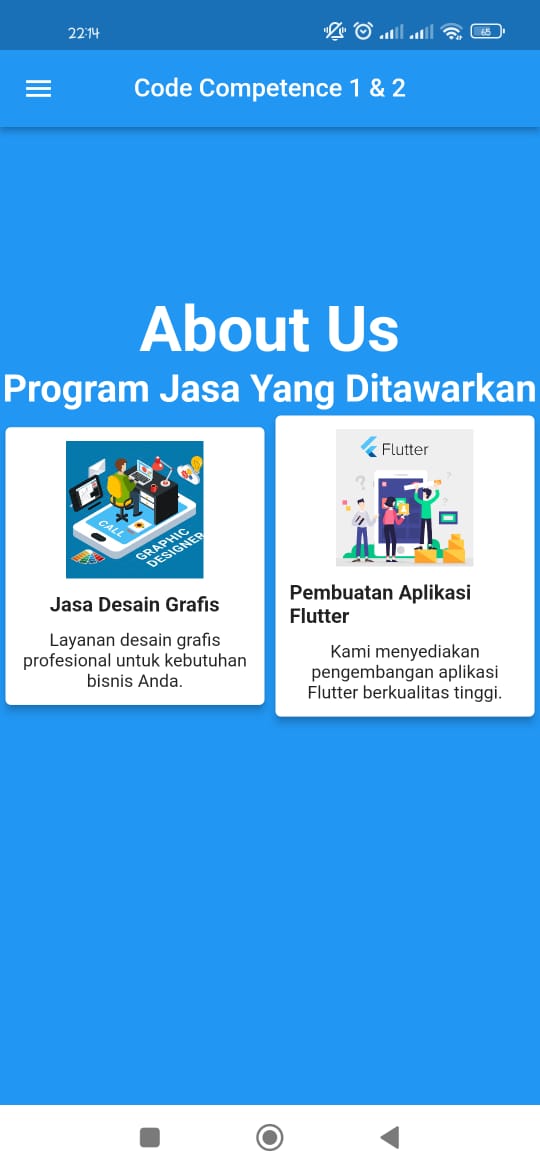 22:14
65
Code Competence 1 & 2
About Us
Program Jasa Yang Ditawarkan
CALL
GRAPHIC
DESIGNER
Jasa Desain Grafis
Layanan desain grafis
profesional untuk kebutuhan
bisnis Anda.
Flutter
Pembuatan Aplikasi
Flutter
Kami menyediakan
pengembangan aplikasi
Flutter berkualitas tinggi.